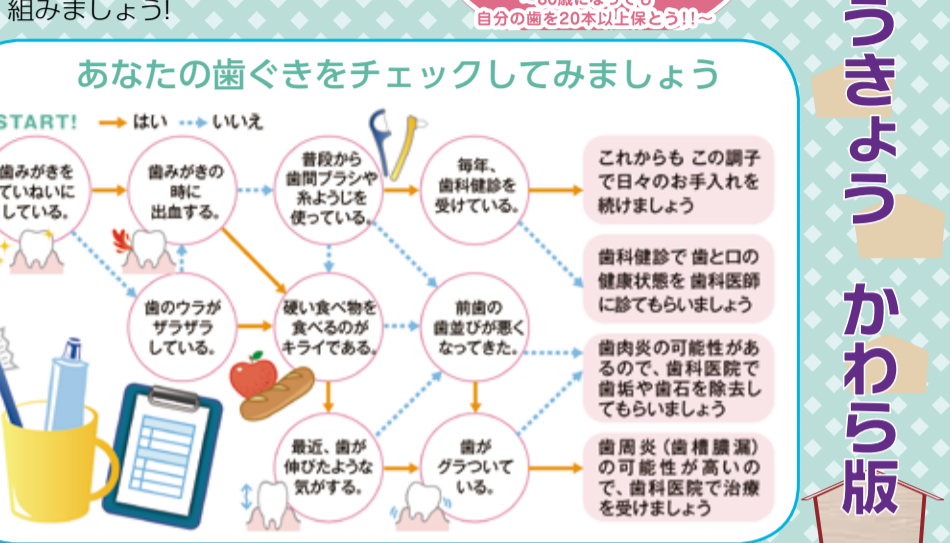 組みましょう!
自分の歯を20本以上保とう!!~
あなたの歯ぐきをチェックしてみましょう
START!
はい
いいえ
歯みがきを
ていねいに
している。
歯みがきの
時に
出血する。
普段から
歯間ブラシや
糸ようじを
使っている。
毎年、
歯科健診を
受けている。
これからも この調子
で日々のお手入れを
続けましょう
歯科健診で 歯と口の
健康状態を 歯科医師
に診てもらいましょう
歯のウラが
ザラザラ
している。
硬い食べ物を
食べるのが
キライである。
前歯の
歯並びが悪く
なってきた。
歯肉炎の可能性があ
るので、歯科医院で
歯垢や歯石を除去し
てもらいましょう
最近、歯が
伸びたような
気がする。
歯が
グラついて
いる。
歯周炎(歯槽膿漏)
の可能性が高いの
で、歯科医院で治療
を受けましょう
うきょう かわら版